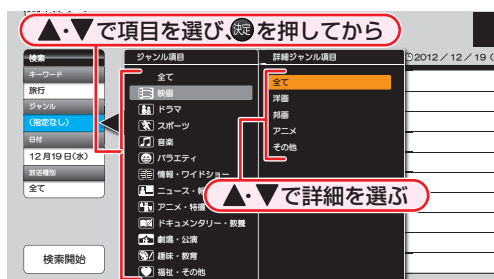 ▲・▼で項目を選び、決定を押してから
検索
キーワード
旅行
ジャンル
(指定なし)
日付
12月19日(水)
放送種別
全て
検索開始
ジャンル項目
全て
映画
ドラマ
スポーツ
音楽
バラエティ
情報・ワイドショー
ニュース・報
アニメ・特撮
ドキュメンタリー・教養
劇場・公演
趣味・教育
福祉・その他
詳細ジャンル項目
全て
洋画
邦画
アニメ
その他
▲・▼で詳細を選ぶ
2012/12/19(